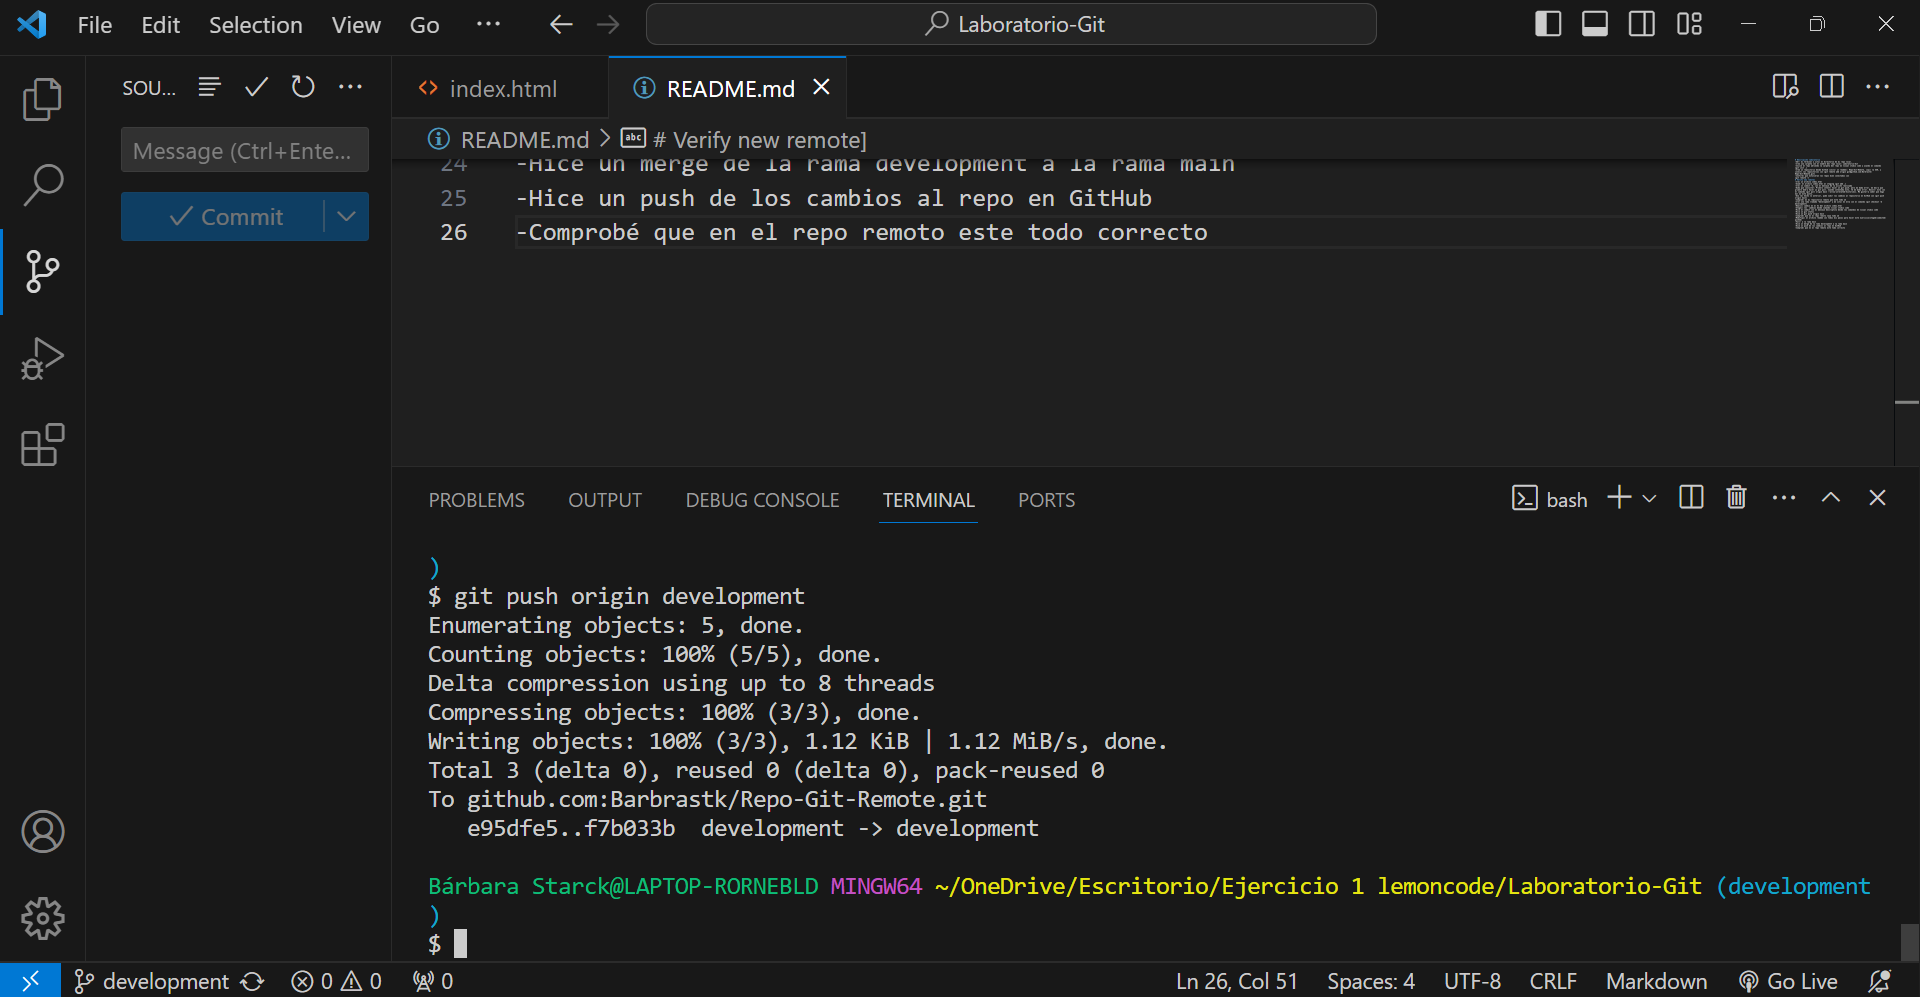 File Edit Selection View Go ··· Laboratorio-Git
SOU... ···
index.html README.md
README.md > # Verify new remote]
Message (Ctrl+Ente...
Commit
24 -Hice un merge de la rama development a la rama main
25 -Hice un push de los cambios al repo en GitHub
26 -Comprobé que en el repo remoto este todo correcto
PROBLEMS OUTPUT DEBUG CONSOLE TERMINAL PORTS bash
)
$ git push origin development
Enumerating objects: 5, done.
Counting objects: 100% (5/5), done.
Delta compression using up to 8 threads
Compressing objects: 100% (3/3), done.
Writing objects: 100% (3/3), 1.12 KiB | 1.12 MiB/s, done.
Total 3 (delta 0), reused 0 (delta 0), pack-reused 0
To github.com:Barbrastk/Repo-Git-Remote.git
e95dfe5..f7b033b development -> development
Bárbara Starck@LAPTOP-RORNEBLD MINGW64 ~/OneDrive/Escritorio/Ejercicio 1 lemoncode/Laboratorio-Git (development
)
$
development 0 0 0 Ln 26, Col 51 Spaces: 4 UTF-8 CRLF Markdown Go Live